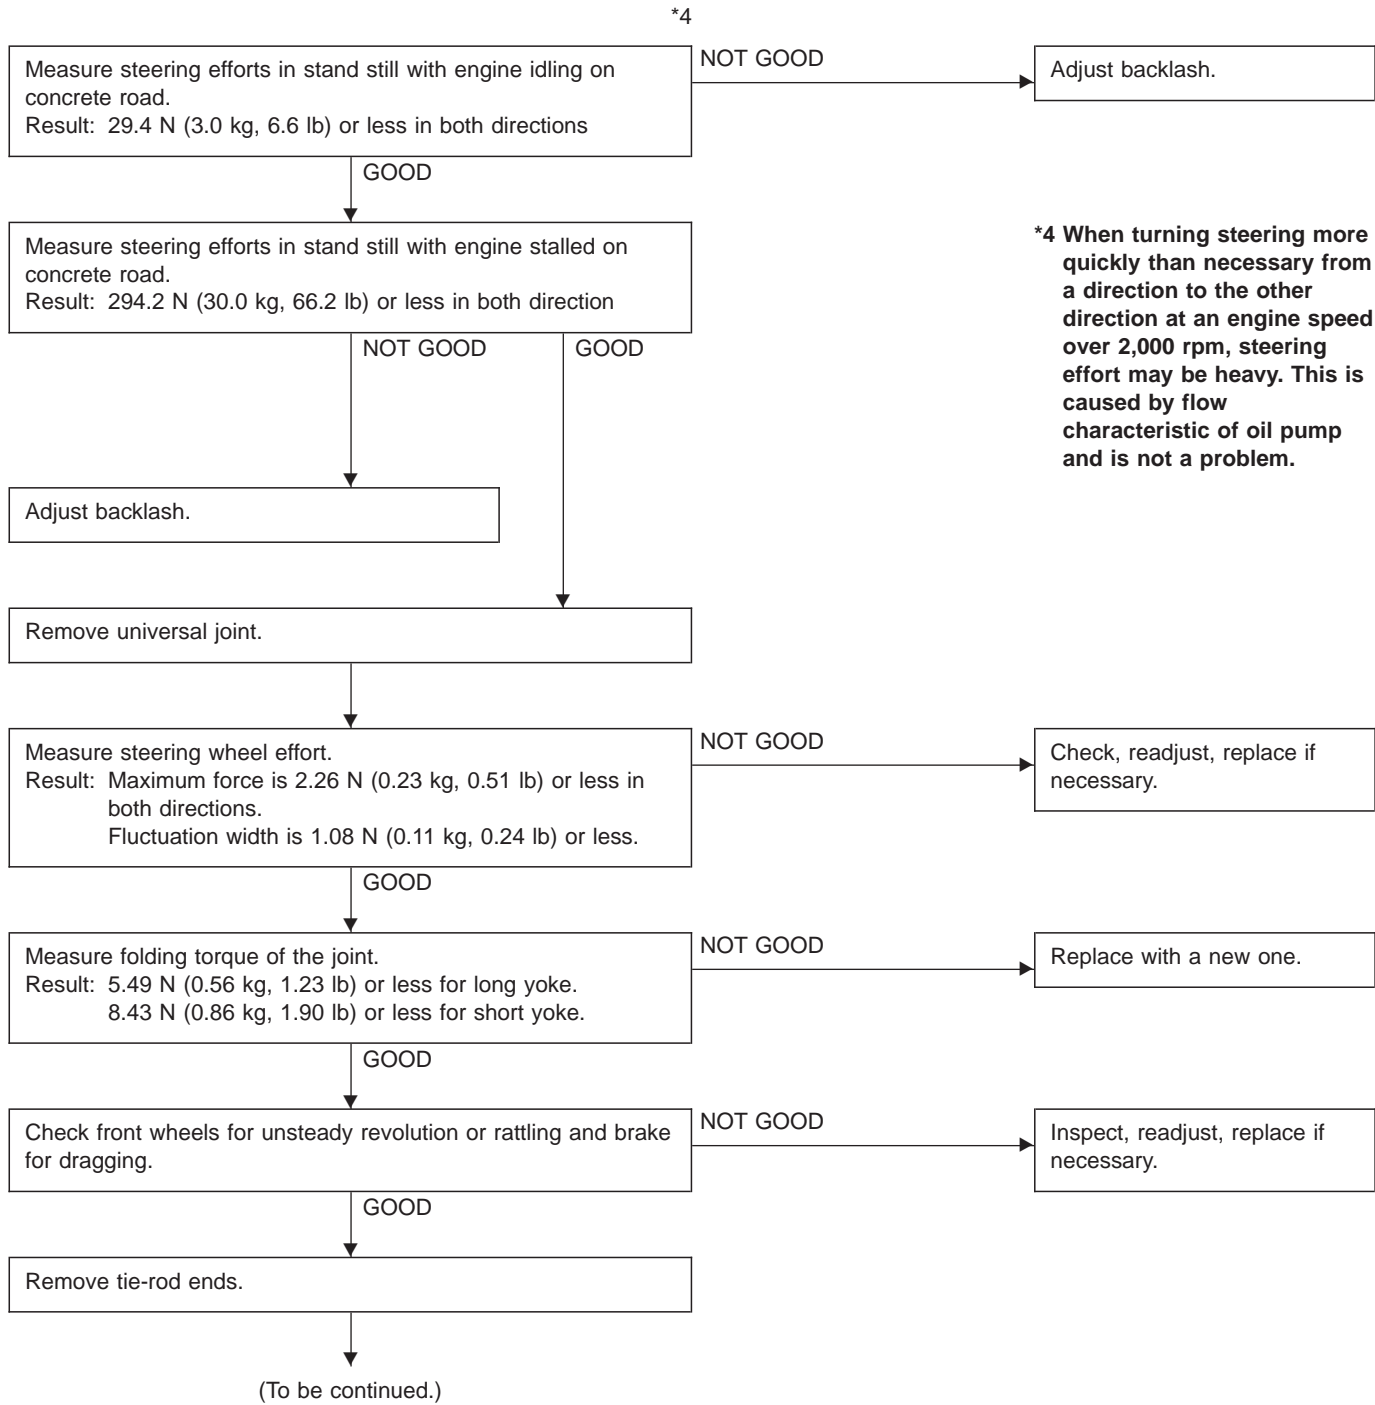 *4
Measure steering efforts in stand still with engine idling on
concrete road.
Result: 29.4 N (3.0 kg, 6.6 lb) or less in both directions
NOT GOOD
Adjust backlash.
GOOD
Measure steering efforts in stand still with engine stalled on
concrete road.
Result: 294.2 N (30.0 kg, 66.2 lb) or less in both direction
*4 When turning steering more
quickly than necessary from
a direction to the other
direction at an engine speed
over 2,000 rpm, steering
effort may be heavy. This is
caused by flow
characteristic of oil pump
and is not a problem.
NOT GOOD
GOOD
Adjust backlash.
Remove universal joint.
Measure steering wheel effort.
Result: Maximum force is 2.26 N (0.23 kg, 0.51 lb) or less in
both directions.
Fluctuation width is 1.08 N (0.11 kg, 0.24 lb) or less.
NOT GOOD
Check, readjust, replace if
necessary.
GOOD
Measure folding torque of the joint.
Result: 5.49 N (0.56 kg, 1.23 lb) or less for long yoke.
8.43 N (0.86 kg, 1.90 lb) or less for short yoke.
NOT GOOD
Replace with a new one.
GOOD
Check front wheels for unsteady revolution or rattling and brake
for dragging.
NOT GOOD
Inspect, readjust, replace if
necessary.
GOOD
Remove tie-rod ends.
(To be continued.)